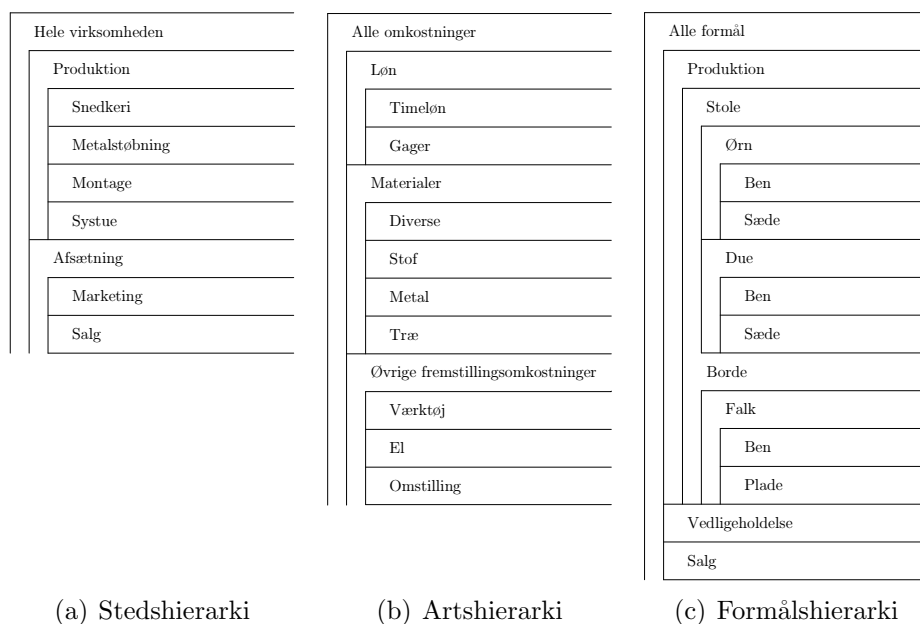 Hele virksomheden
Produktion
Snedkeri
Metalstøbning
Montage
Systue
Afsætning
Marketing
Salg
(a) Stedshierarki
Alle omkostninger
Løn
Timeløn
Gager
Materialer
Diverse
Stof
Metal
Træ
Øvrige fremstillingsomkostninger
Værktøj
El
Omstilling
(b) Artshierarki
Alle formål
Produktion
Stole
Ørn
Ben
Sæde
Due
Ben
Sæde
Borde
Falk
Ben
Plade
Vedligeholdelse
Salg
(c) Formålshierarki